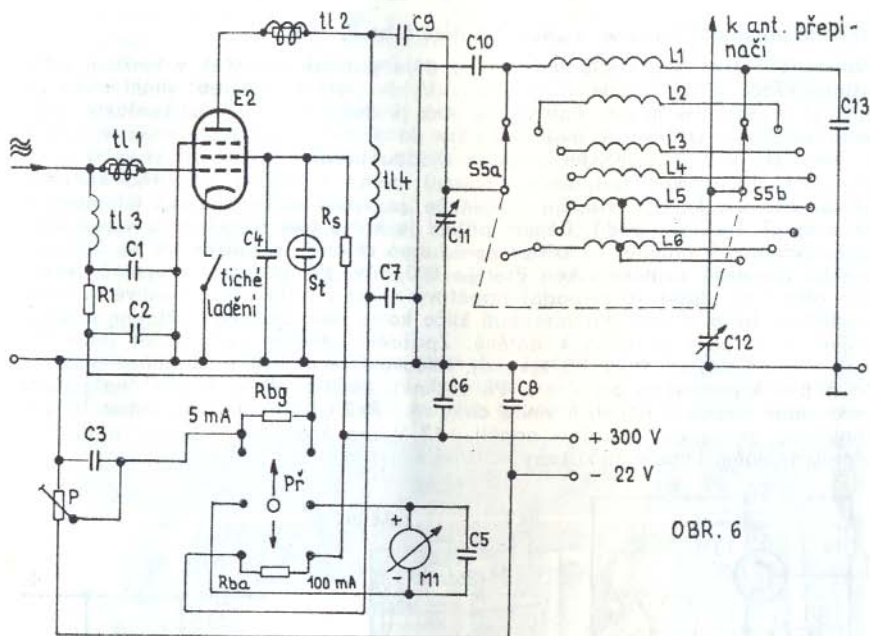 tl 2
C9
C10
k ant. přepi-
nači
L1
E2
L2
C13
tl 1
L3
L4
S5a
L5
S5b
tl.3
Rs
tl.4
C11
L6
C1
C4
St
tiché
ladění
C7
R1
C2
C12
Rbg
C6
C8
5 mA
C3
+ 300 V
Př
- 22 V
P
+
C5
OBR. 6
-
M1
Rba
100 mA